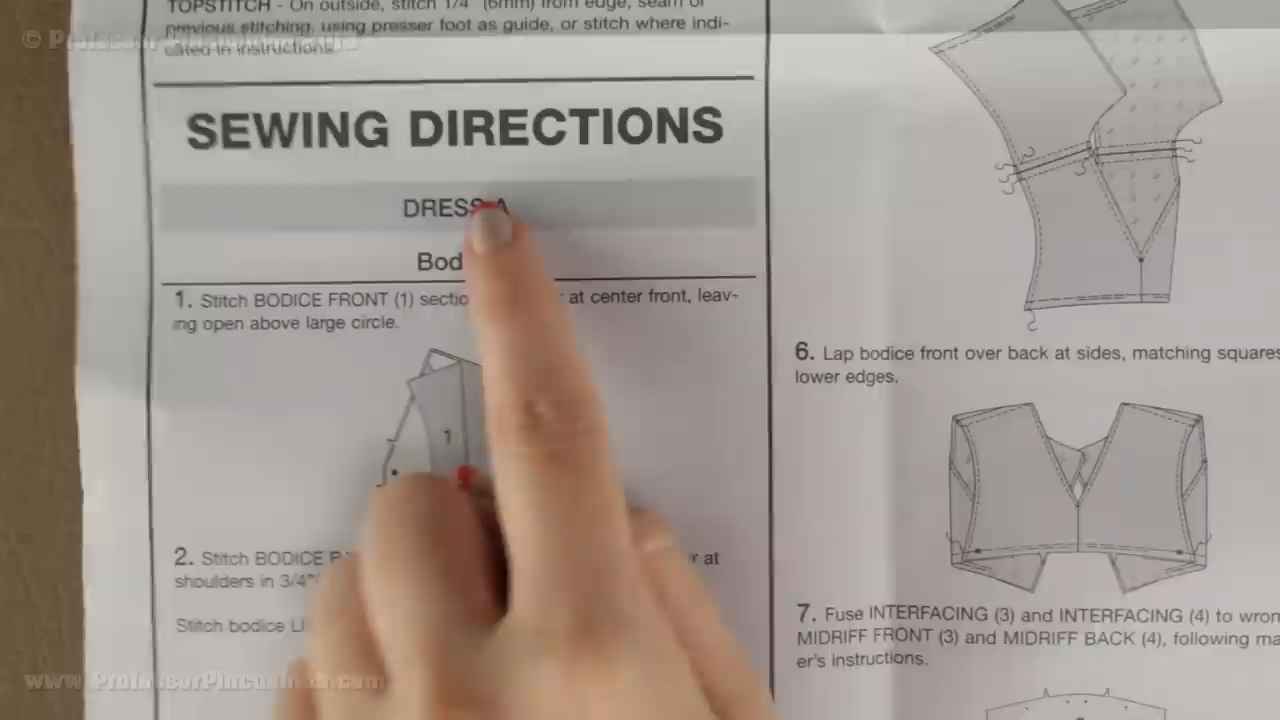 TOPSTITCH - On outside, stitch 1/4" (6mm) from edge, seam or
previous stitching, using presser foot as guide, or stitch where indi-
cated in instructions.
SEWING DIRECTIONS
DRESS A
Bod
1. Stitch BODICE FRONT (1) sectio at center front, leav-
ing open above large circle.
1
2. Stitch BODICE at
shoulders in 3/4"
Stitch bodice
6. Lap bodice front over back at sides, matching squares
lower edges.
7. Fuse INTERFACING (3) and INTERFACING (4) to wron
MIDRIFF FRONT (3) and MIDRIFF BACK (4), following ma
er's instructions.
www.ProfessorPincushion.com